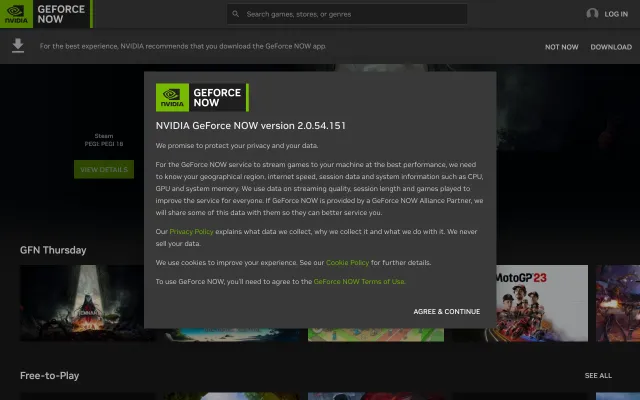 NVIDIA
GEFORCE
NOW
Search games, stores, or genres
LOG IN
For the best experience, NVIDIA recommends that you download the GeForce NOW app
NOT NOW
DOWNLOAD
Steam
PEGI: PEGI 18
VIEW DETAILS
NVIDIA
GEFORCE
NOW
NVIDIA GeForce NOW version 2.0.54.151
We promise to protect your privacy and your data.
For the GeForce NOW service to stream games to your machine at the best performance, we need
to know your geographical region, internet speed, session data and system information such as CPU,
GPU and system memory. We use data on streaming quality, session length and games played to
improve the service for everyone. If GeForce NOW is provided by a GeForce NOW Alliance Partner, we
will share some of this data with them so they can better service you.
Our Privacy Policy explains what data we collect, why we collect it and what we do with it. We never
sell your data.
We use cookies to improve your experience. See our Cookie Policy for further details.
To use GeForce NOW, you'll need to agree to the GeForce NOW Terms of Use.
AGREE & CONTINUE
GFN Thursday
MotoGP'23
Free-to-Play
SEE ALL